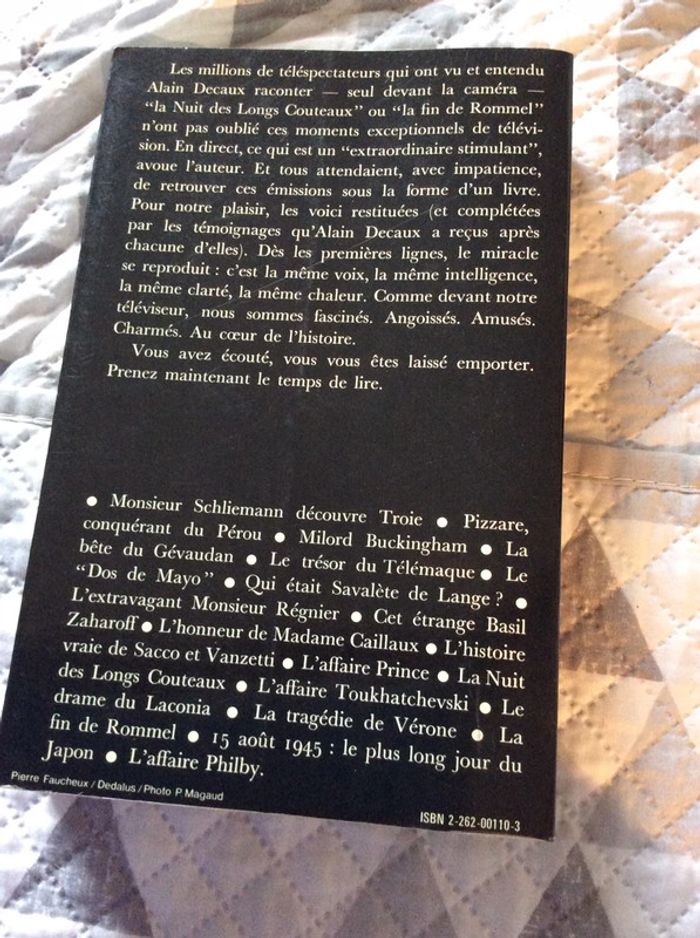 Les millions de téléspectateurs qui ont vu et entendu
Alain Decaux raconter — seul devant la caméra —
“la Nuit des Longs Couteaux” ou “la fin de Rommel”
n’ont pas oublié ces moments exceptionnels de télévi-
sion. En direct, ce qui est un “extraordinaire stimulant”,
avoue l’auteur. Et tous attendaient, avec impatience,
de retrouver ces émissions sous la forme d’un livre.
Pour notre plaisir, les voici restituées (et complétées
par les témoignages qu’Alain Decaux a reçus après
chacune d’elles). Dès les premières lignes, le miracle
se reproduit : c’est la même voix, la même intelligence,
la même clarté, la même chaleur. Comme devant notre
téléviseur, nous sommes fascinés. Angoissés. Amusés.
Charmés. Au cœur de l’histoire.
Vous avez écouté, vous vous êtes laissé emporter.
Prenez maintenant le temps de lire.
● Monsieur Schliemann découvre Troie ● Pizzare,
conquérant du Pérou ● Milord Buckingham ● La
bête du Gévaudan ● Le trésor du Télémaque ● Le
“Dos de Mayo” ● Qui était Savalète de Lange ? ●
L’extravagant Monsieur Régnier ● Cet étrange Basil
Zaharoff ● L’honneur de Madame Caillaux ● L’histoire
vraie de Sacco et Vanzetti ● L’affaire Prince ● La Nuit
des Longs Couteaux ● L’affaire Toukhatchevski ● Le
drame du Laconia ● La tragédie de Vérone ● La
fin de Rommel ● 15 août 1945 : le plus long jour du
Japon ● L’affaire Philby.
Pierre Faucheux / Dedalus / Photo P. Magaud
ISBN 2-262-00110-3